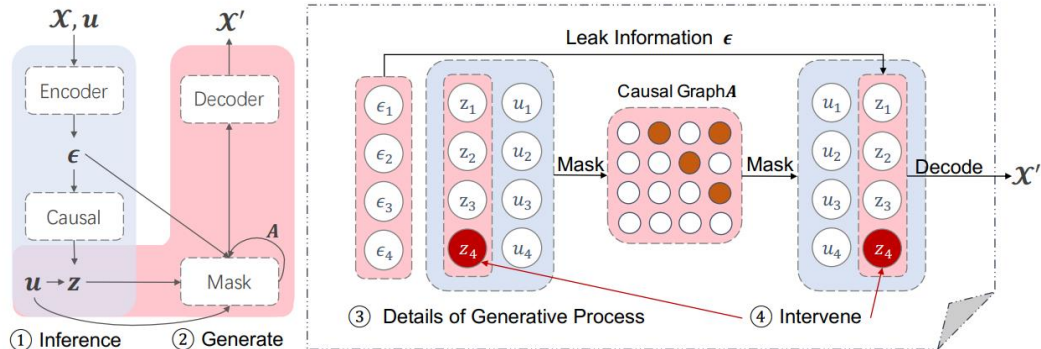 𝒳, u
𝒳′
Encoder
Decoder
ϵ
Causal
A
u
z
Mask
① Inference
② Generate
Leak Information ϵ
ϵ₁
ϵ₂
ϵ₃
ϵ₄
z₁
z₂
z₃
z₄
u₁
u₂
u₃
u₄
Mask
Causal GraphA
Mask
u₁
u₂
u₃
u₄
z₁
z₂
z₃
z₄
Decode
𝒳′
③ Details of Generative Process
④ Intervene